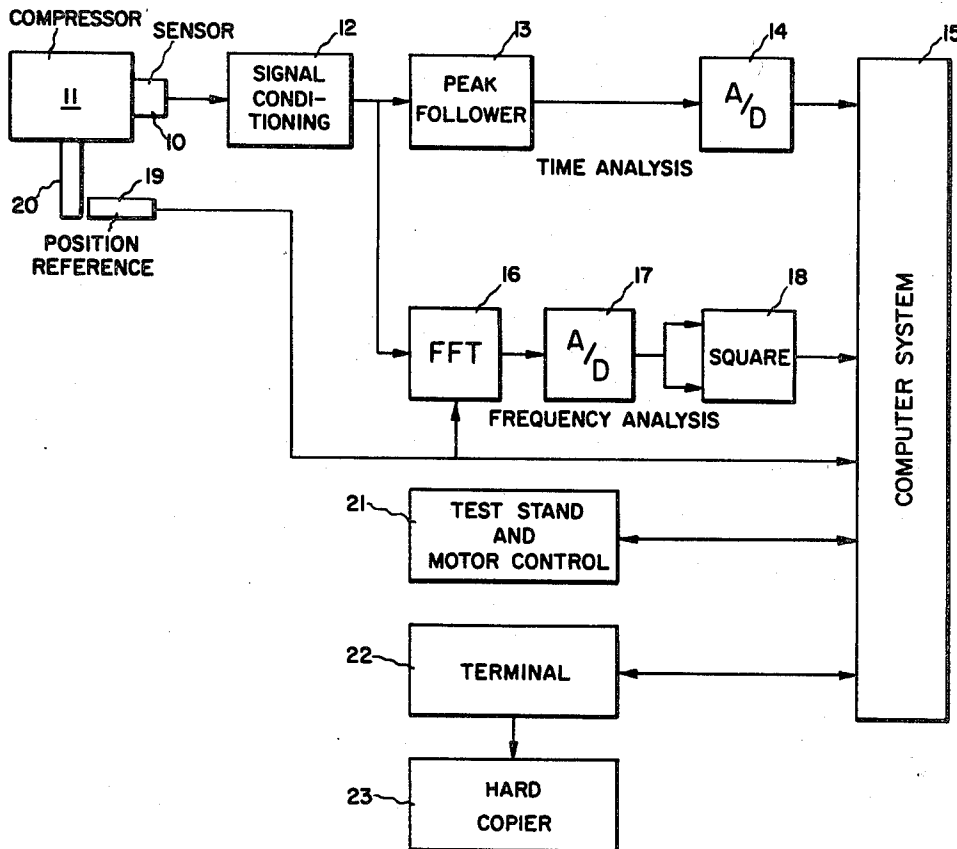 COMPRESSOR
SENSOR
12
13
14
15
11
10
SIGNAL
CONDI-
TIONING
PEAK
FOLLOWER
A/D
TIME ANALYSIS
20
19
POSITION
REFERENCE
16
17
18
FFT
A/D
SQUARE
FREQUENCY ANALYSIS
COMPUTER SYSTEM
21
TEST STAND
AND
MOTOR CONTROL
22
TERMINAL
23
HARD
COPIER